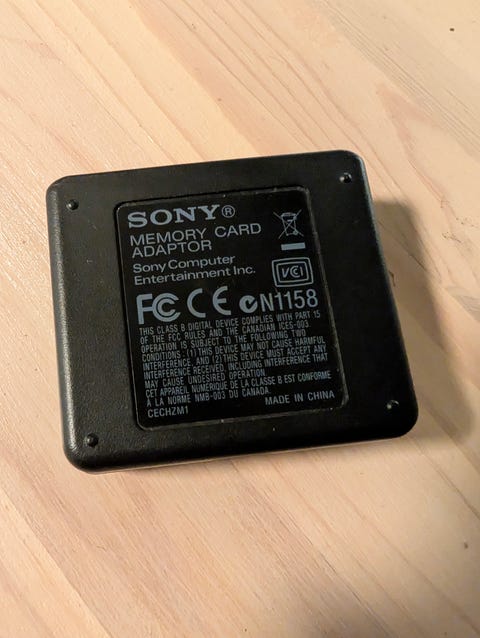 SONY®
MEMORY CARD
ADAPTOR
Sony Computer
Entertainment Inc.
VCI
FC CE N1158
THIS CLASS B DIGITAL DEVICE COMPLIES WITH PART 15
OF THE FCC RULES AND THE CANADIAN ICES-003.
OPERATION IS SUBJECT TO THE FOLLOWING TWO
CONDITIONS : (1) THIS DEVICE MAY NOT CAUSE HARMFUL
INTERFERENCE, AND (2) THIS DEVICE MUST ACCEPT ANY
INTERFERENCE RECEIVED, INCLUDING INTERFERENCE THAT
MAY CAUSE UNDESIRED OPERATION.
CET APPAREIL NUMÉRIQUE DE LA CLASSE B EST CONFORME
À LA NORME NMB-003 DU CANADA.
CECHZM1 MADE IN CHINA